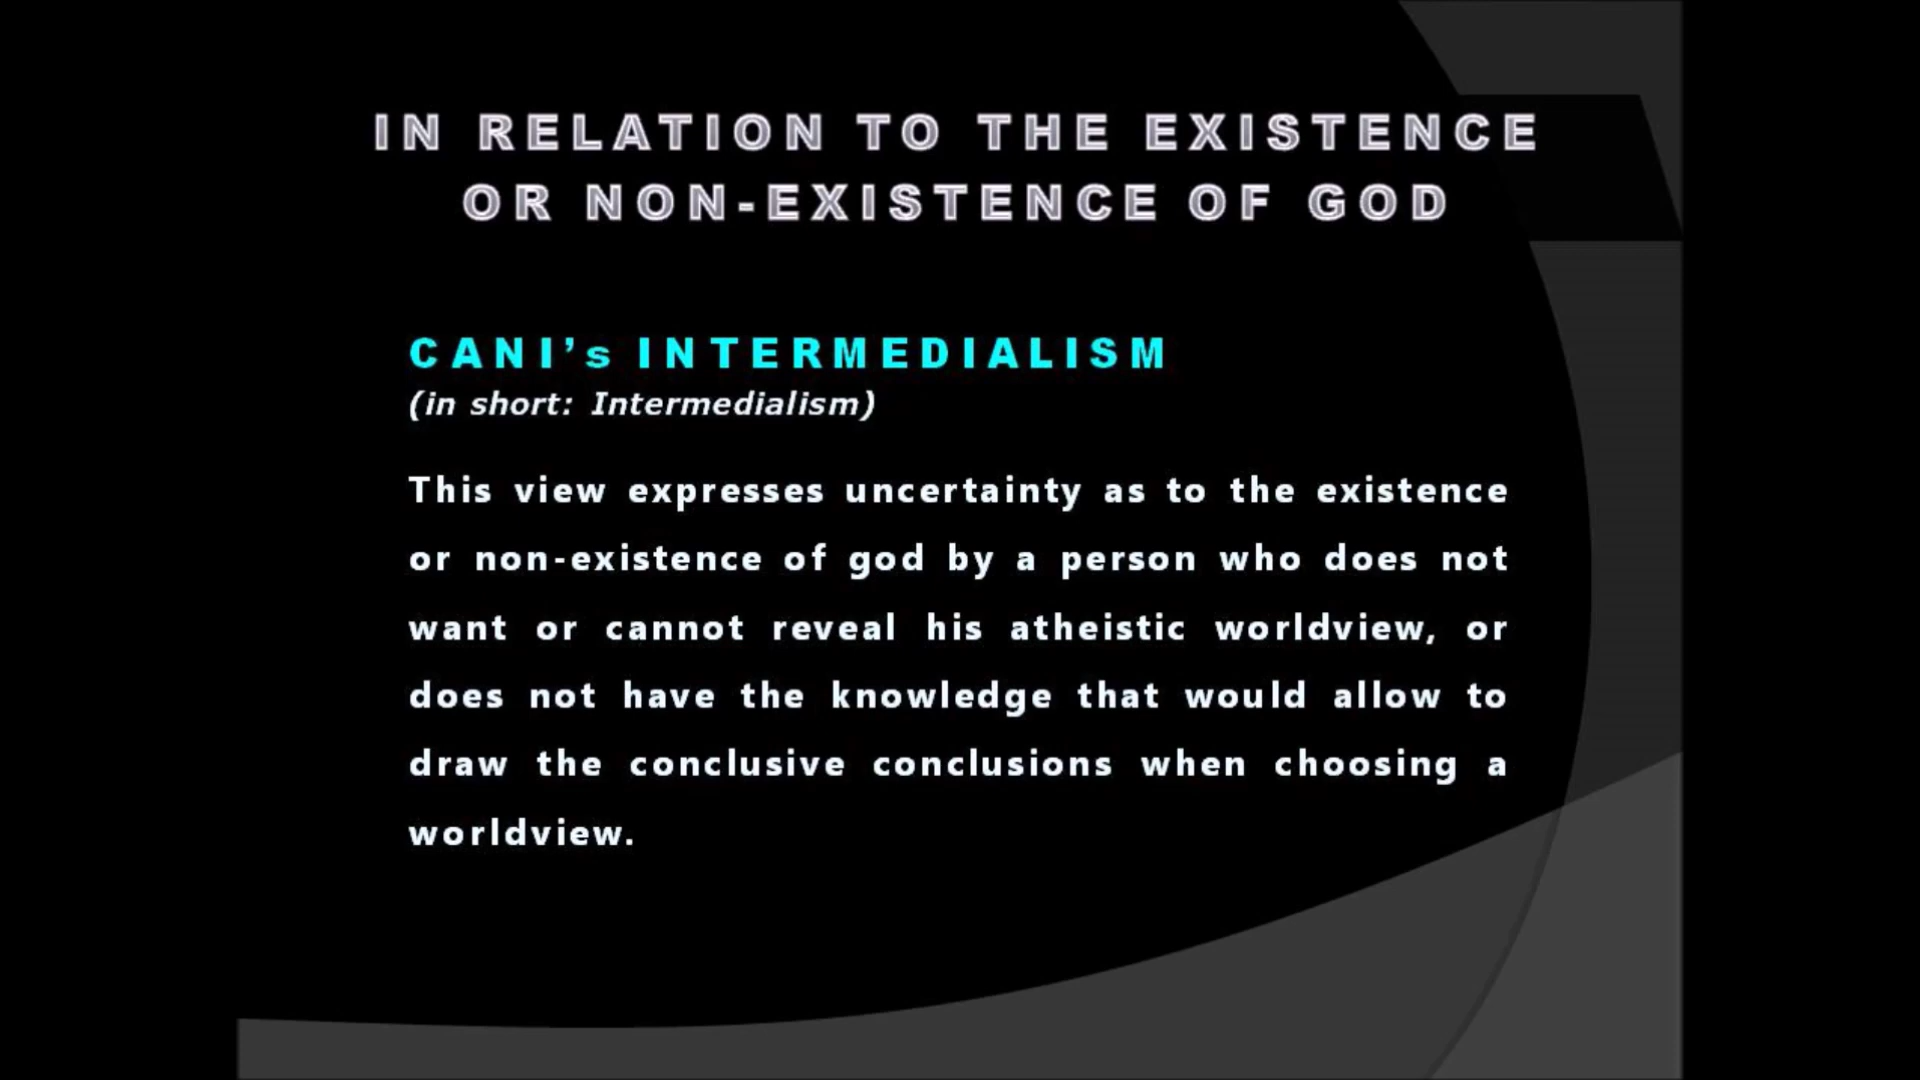 IN RELATION TO THE EXISTENCE
OR NON-EXISTENCE OF GOD
CANI’s INTERMEDIALISM
(in short: Intermedialism)
This view expresses uncertainty as to the existence
or non-existence of god by a person who does not
want or cannot reveal his atheistic worldview, or
does not have the knowledge that would allow to
draw the conclusive conclusions when choosing a
worldview.